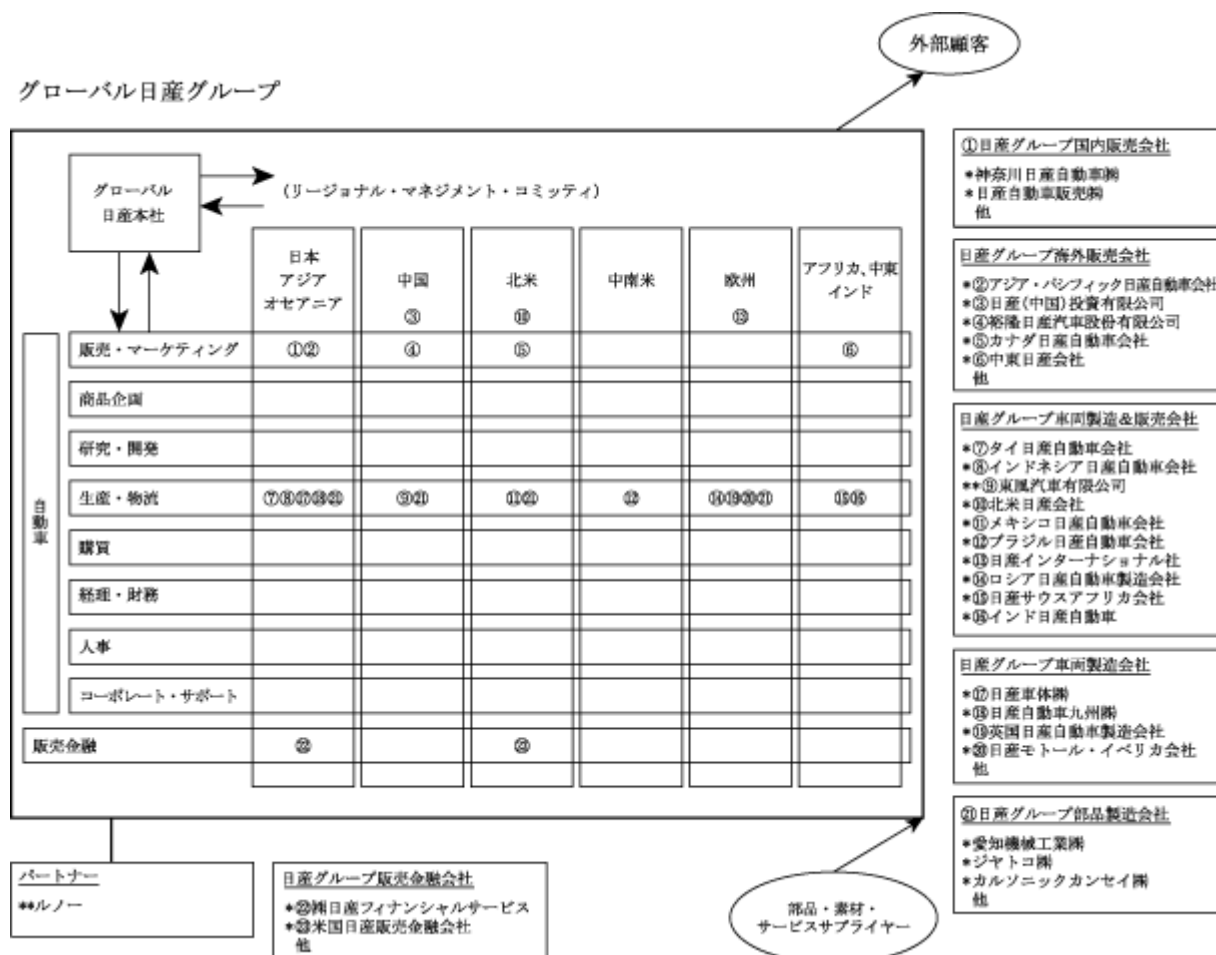 外部顧客
グローバル日産グループ
グローバル
日産本社
(リージョナル・マネジメント・コミッティ)
日本
アジア
オセアニア
中国
③
北米
⑩
中南米
欧州
⑬
アフリカ、中東
インド
自動車
販売・マーケティング
①②
④
⑤
⑥
商品企画
研究・開発
生産・物流
⑦⑧⑰⑱㉑
⑨㉑
⑫
⑭⑲⑳㉑
⑮⑯
購買
経理・財務
人事
コーポレート・サポート
販売金融
㉒
㉓
①日産グループ国内販売会社
*神奈川日産自動車㈱
*日産自動車販売㈱
他
日産グループ海外販売会社
*②アジア・パシフィック日産自動車会社
*③日産(中国)投資有限公司
*④裕隆日産汽車股份有限公司
*⑤カナダ日産自動車会社
*⑥中東日産会社
他
日産グループ車両製造&販売会社
*⑦タイ日産自動車会社
*⑧インドネシア日産自動車会社
**⑨東風汽車有限公司
*⑩北米日産会社
*⑪メキシコ日産自動車会社
*⑫ブラジル日産自動車会社
*⑬日産インターナショナル社
*⑭ロシア日産自動車製造会社
*⑮日産サウスアフリカ会社
*⑯インド日産自動車
日産グループ車両製造会社
*⑰日産車体㈱
*⑱日産自動車九州㈱
*⑲英国日産自動車製造会社
*⑳日産モトール・イベリカ会社
他
㉑日産グループ部品製造会社
*愛知機械工業㈱
*ジヤトコ㈱
*カルソニックカンセイ㈱
他
パートナー
**ルノー
日産グループ販売金融会社
*㉒㈱日産フィナンシャルサービス
*㉓米国日産販売金融会社
他
部品・素材・
サービスサプライヤー